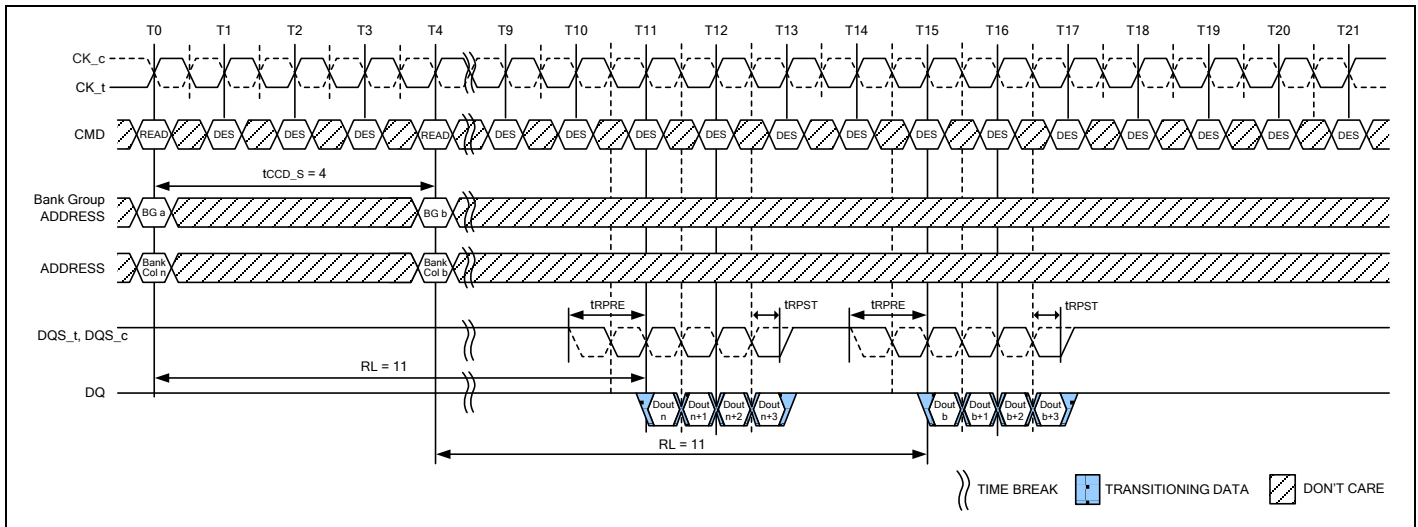 T0 T1 T2 T3 T4 T9 T10 T11 T12 T13 T14 T15 T16 T17 T18 T19 T20 T21
CK_c
CK_t
CMD READ DES DES DES READ DES DES DES DES DES DES DES DES DES DES DES DES DES
tCCD_S = 4
Bank Group
ADDRESS BG a BG b
ADDRESS Bank Col n Bank Col b
tRPRE tRPST tRPRE tRPST
DQS_t, DQS_c
RL = 11
DQ
Dout n Dout n+1 Dout n+2 Dout n+3 Dout b Dout b+1 Dout b+2 Dout b+3
RL = 11
TIME BREAK TRANSITIONING DATA DON'T CARE